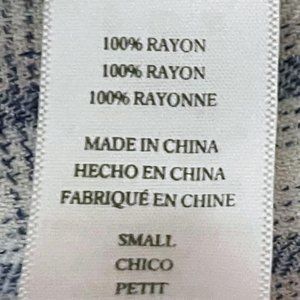 100% RAYON
100% RAYON
100% RAYONNE
MADE IN CHINA
HECHO EN CHINA
FABRIQUÉ EN CHINE
SMALL
CHICO
PETIT